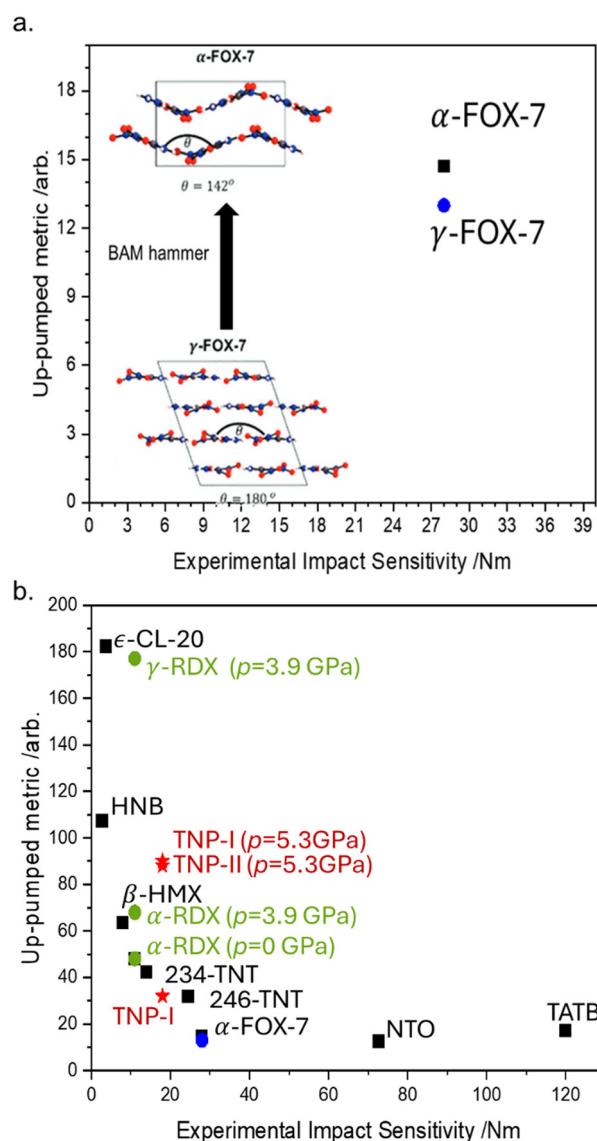 a.
α-FOX-7
θ
θ = 142°
BAM hammer
γ-FOX-7
θ
θ = 180°
α-FOX-7
γ-FOX-7
Up-pumped metric /arb.
18
15
12
9
6
3
0
0 3 6 9 12 15 18 21 24 27 30 33 36 39
Experimental Impact Sensitivity /Nm
b.
Up-pumped metric /arb.
200
180
160
140
120
100
80
60
40
20
0
ϵ-CL-20
γ-RDX (p=3.9 GPa)
HNB
TNP-I (p=5.3GPa)
TNP-II (p=5.3GPa)
β-HMX
α-RDX (p=3.9 GPa)
α-RDX (p=0 GPa)
234-TNT
246-TNT
TNP-I
α-FOX-7
NTO
TATB
0 20 40 60 80 100 120
Experimental Impact Sensitivity/Nm